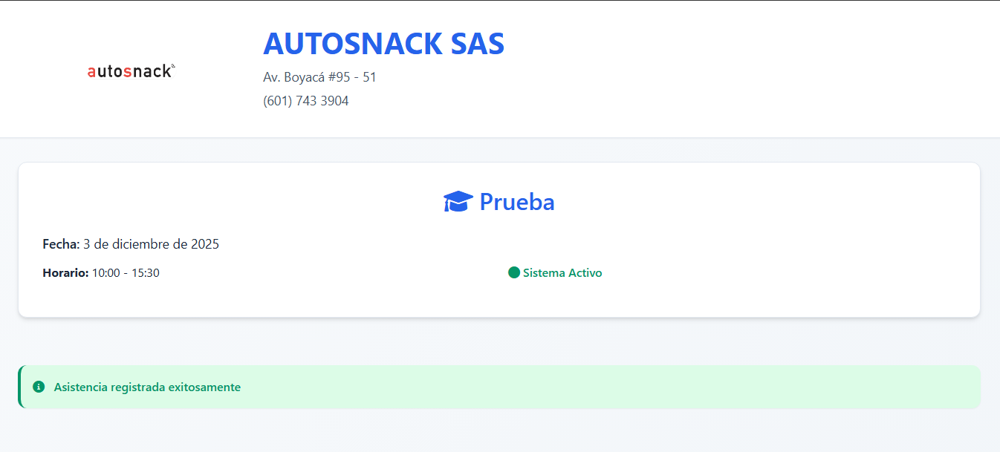 autosnack
AUTOSNACK SAS
Av. Boyacá #95 - 51
(601) 743 3904
Prueba
Fecha: 3 de diciembre de 2025
Horario: 10:00 - 15:30
Sistema Activo
Asistencia registrada exitosamente